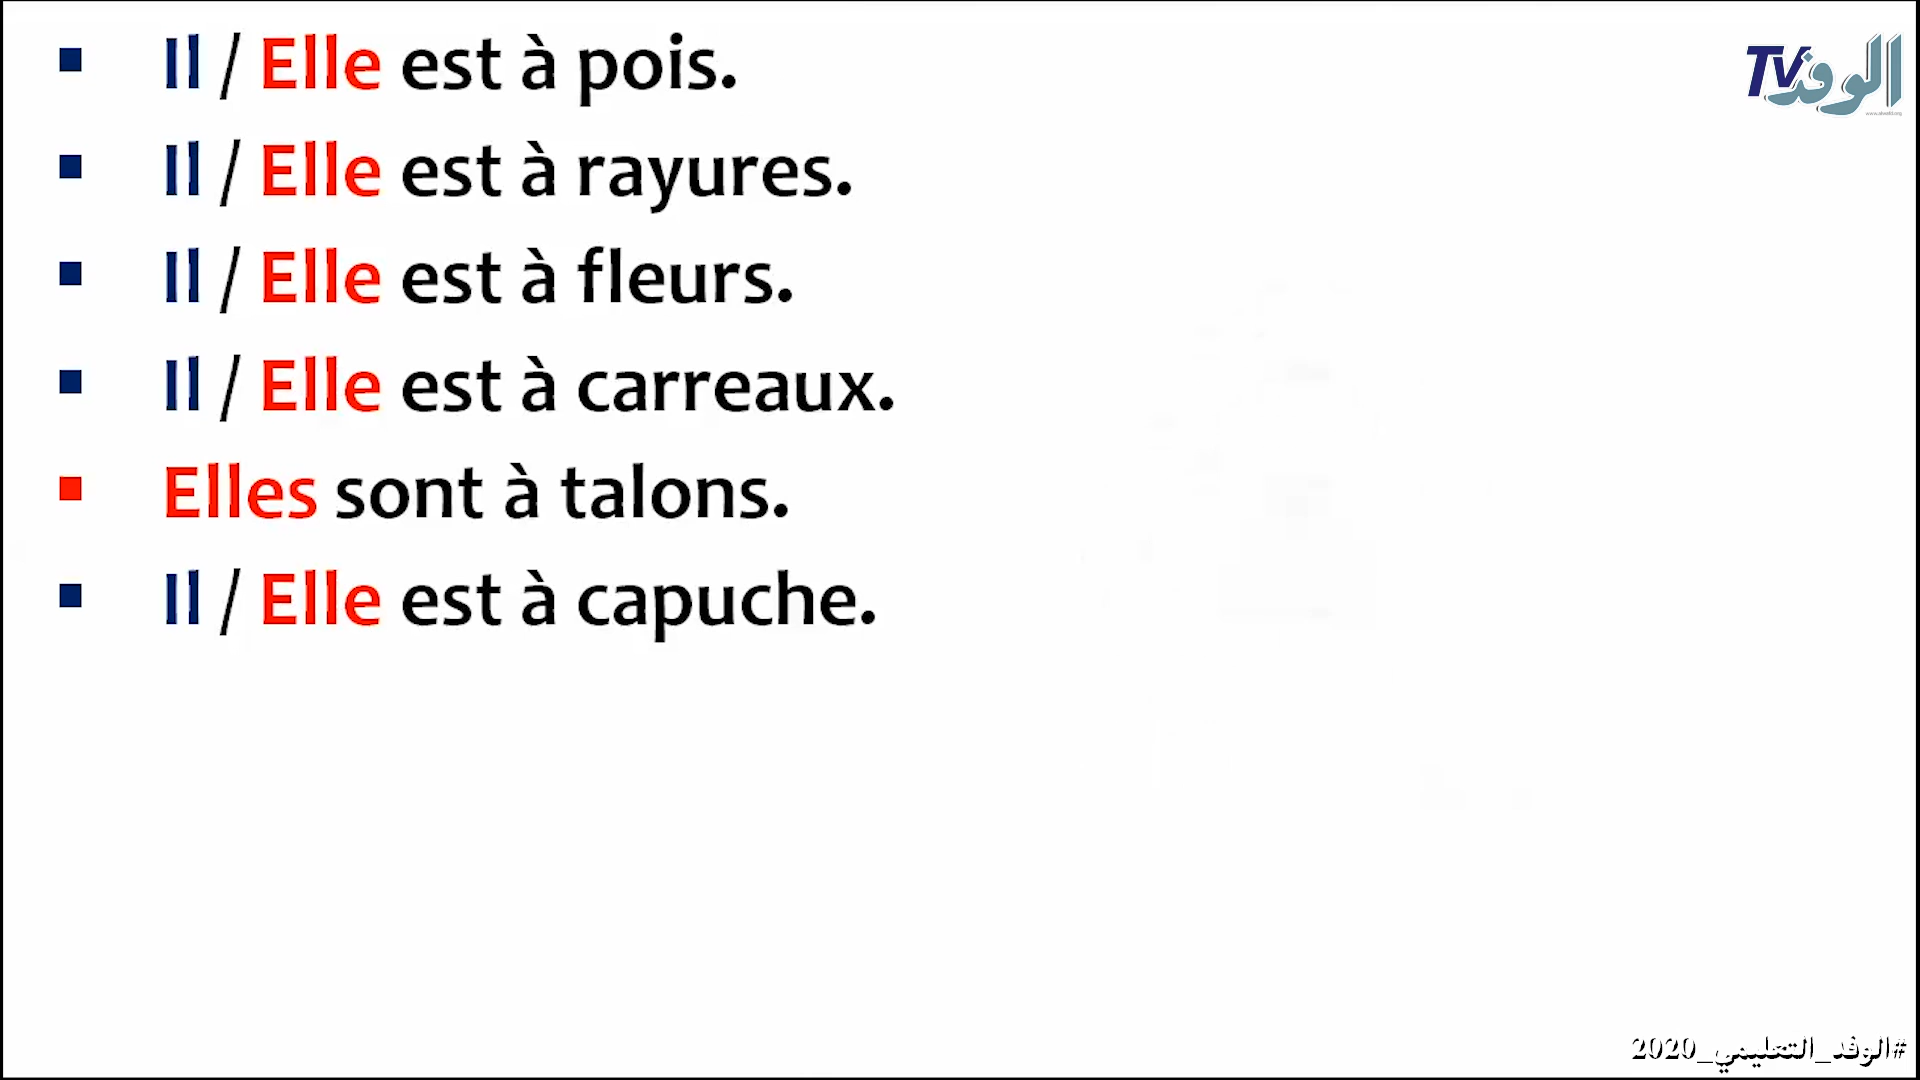 ▪ Il / Elle est à pois.
▪ Il / Elle est à rayures.
▪ Il / Elle est à fleurs.
▪ Il / Elle est à carreaux.
▪ Elles sont à talons.
▪ Il / Elle est à capuche.
الوفد TV
#الوفد_التعليمي_2020